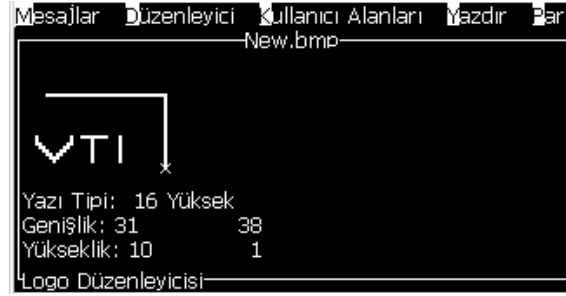 Mesajlar Düzenleyici Kullanıcı Alanları Yazdır Par
New.bmp
VTI
Yazı Tipi: 16 Yüksek
Genişlik: 31 38
Yükseklik: 10 1
Logo Düzenleyicisi